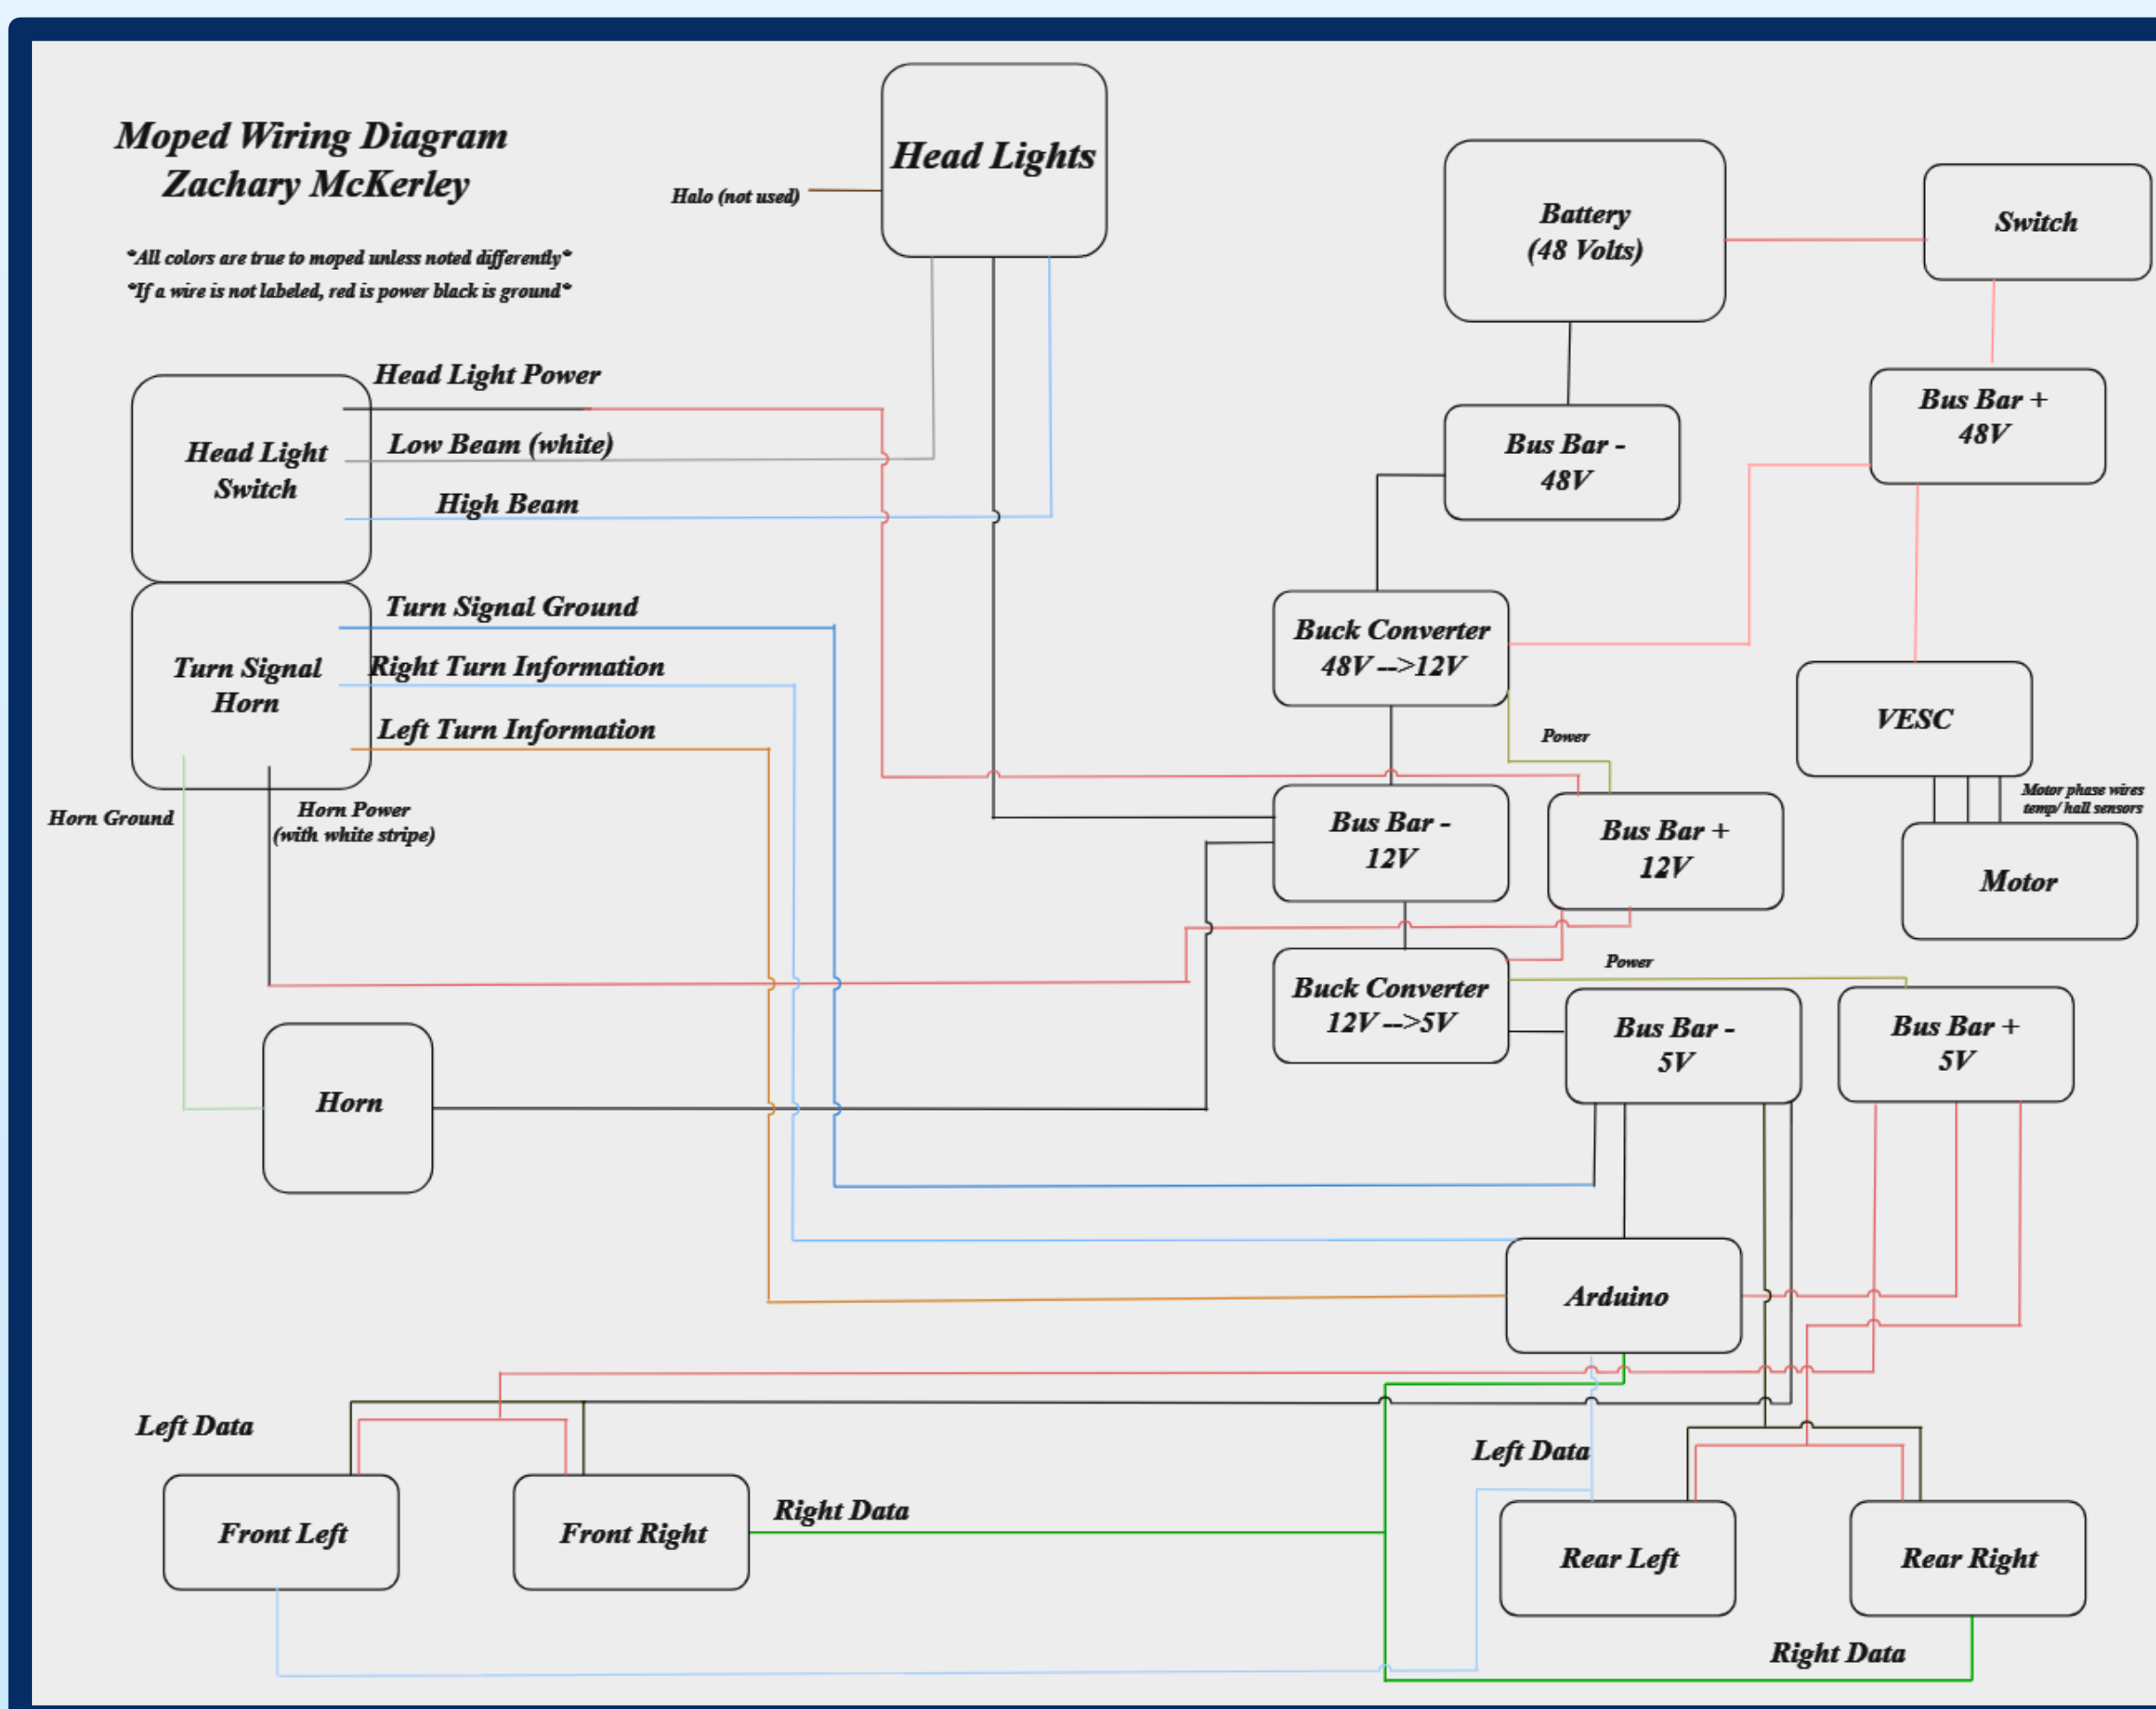 Moped Wiring Diagram
Zachary McKerley
*All colors are true to moped unless noted differently*
*If a wire is not labeled, red is power black is ground*
Head Lights
Halo (not used)
Battery
(48 Volts)
Switch
Head Light Power
Low Beam (white)
High Beam
Head Light
Switch
Bus Bar -
48V
Bus Bar +
48V
Turn Signal Ground
Right Turn Information
Left Turn Information
Turn Signal
Horn
Buck Converter
48V -->12V
Power
VESC
Motor phase wires
temp/ hall sensors
Horn Ground
Horn Power
(with white stripe)
Bus Bar -
12V
Bus Bar +
12V
Motor
Power
Buck Converter
12V -->5V
Bus Bar -
5V
Bus Bar +
5V
Horn
Arduino
Left Data
Left Data
Right Data
Front Left
Front Right
Rear Left
Rear Right
Right Data